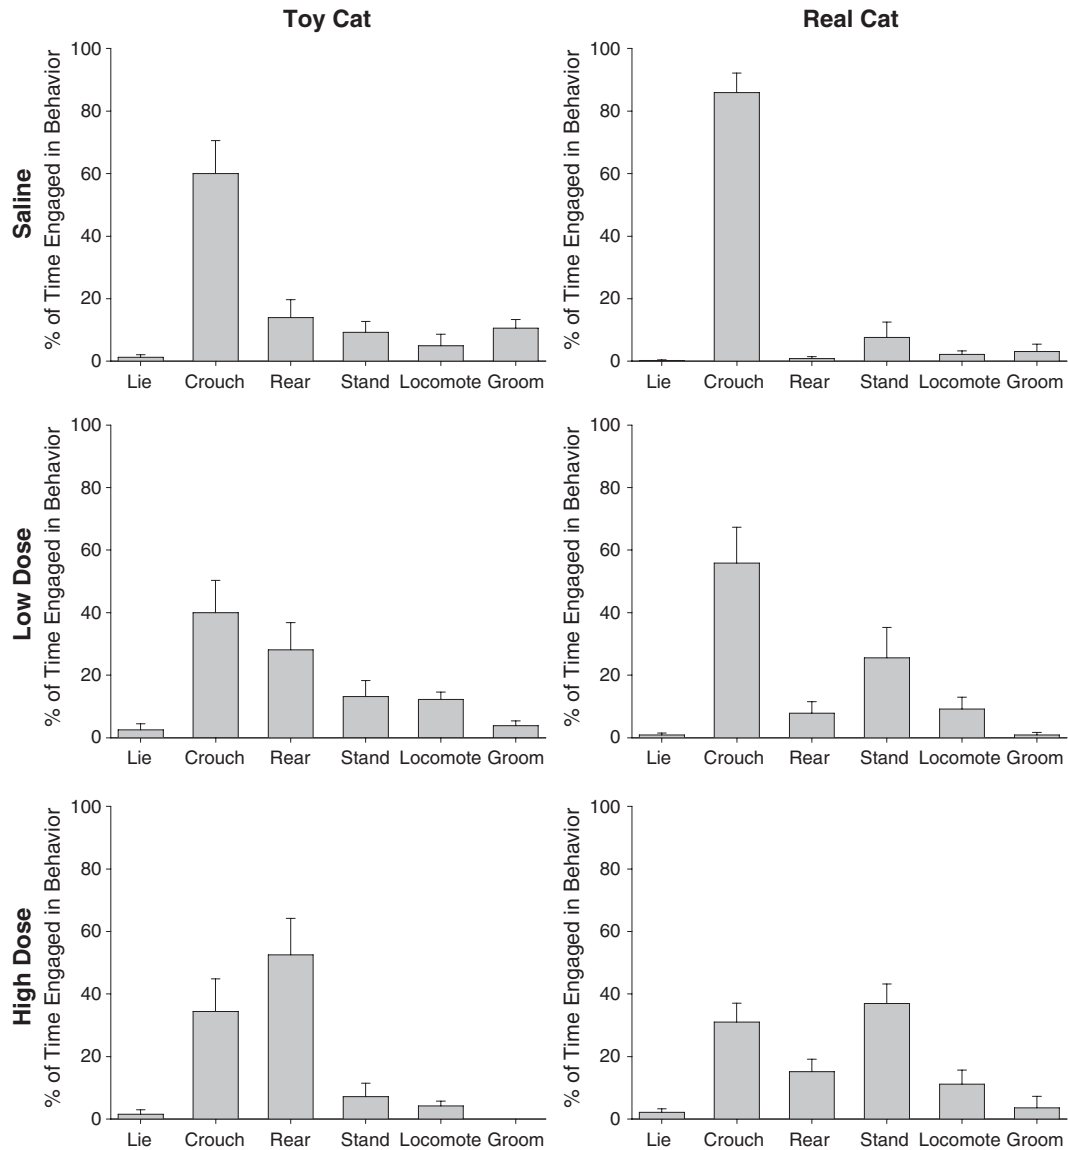 Toy Cat
Real Cat
Saline
% of Time Engaged in Behavior
100
80
60
40
20
0
Lie Crouch Rear Stand Locomote Groom
% of Time Engaged in Behavior
100
80
60
40
20
0
Lie Crouch Rear Stand Locomote Groom
Low Dose
% of Time Engaged in Behavior
100
80
60
40
20
0
Lie Crouch Rear Stand Locomote Groom
% of Time Engaged in Behavior
100
80
60
40
20
0
Lie Crouch Rear Stand Locomote Groom
High Dose
% of Time Engaged in Behavior
100
80
60
40
20
0
Lie Crouch Rear Stand Locomote Groom
% of Time Engaged in Behavior
100
80
60
40
20
0
Lie Crouch Rear Stand Locomote Groom